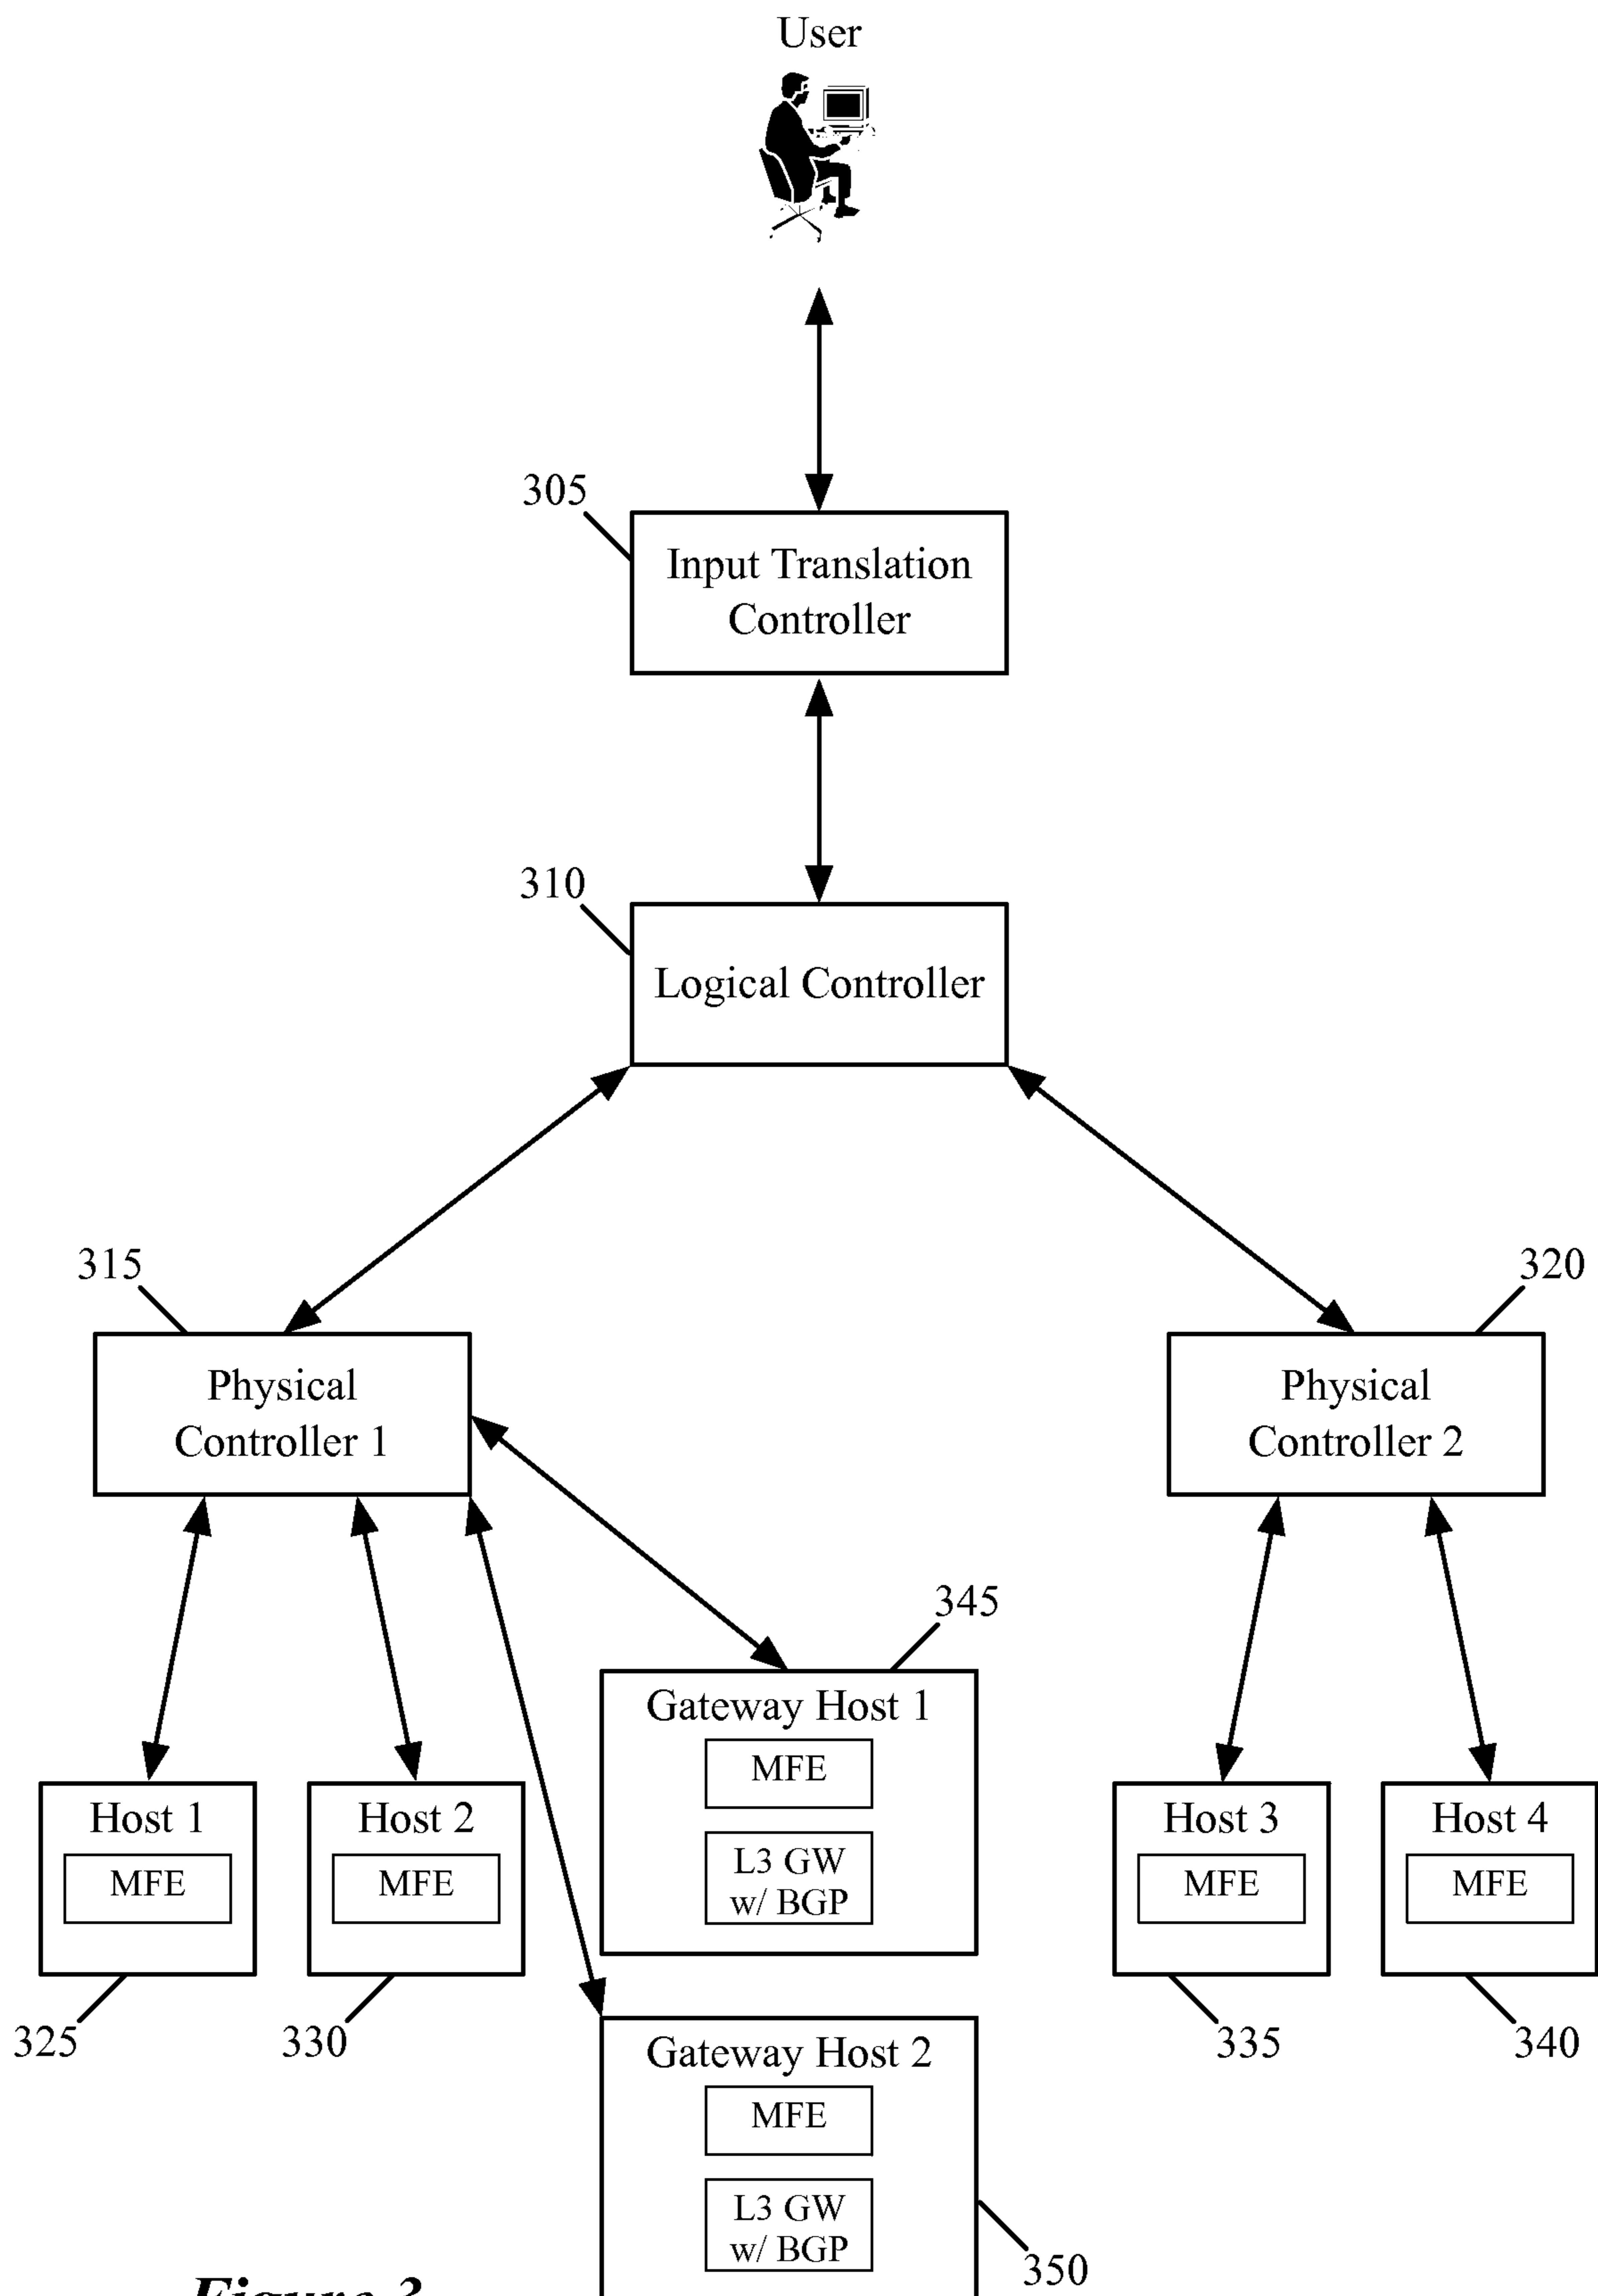 User
305
Input Translation
Controller
310
Logical Controller
315
320
Physical
Controller 1
Physical
Controller 2
345
Gateway Host 1
MFE
L3 GW
w/ BGP
Host 1
MFE
Host 2
MFE
Host 3
MFE
Host 4
MFE
325
330
335
340
Gateway Host 2
MFE
L3 GW
w/ BGP
350
Figure 3